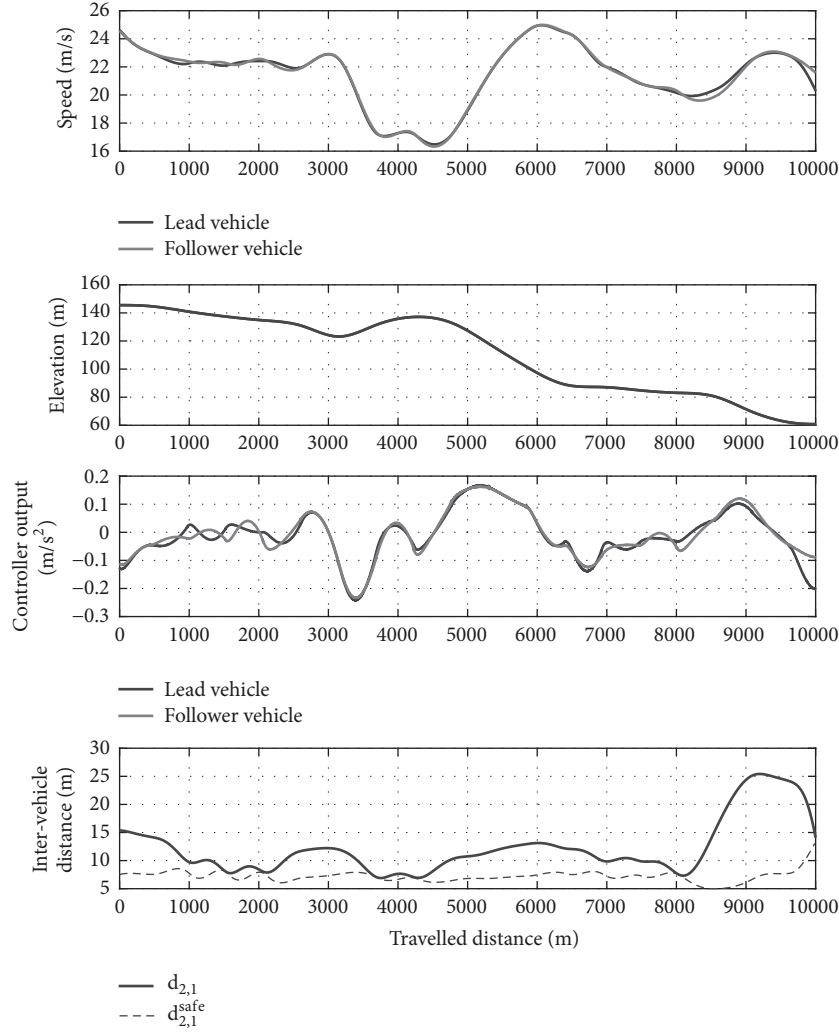 26
24
22
20
18
16
Speed (m/s)
0 1000 2000 3000 4000 5000 6000 7000 8000 9000 10000
Lead vehicle
Follower vehicle
160
140
120
100
80
60
Elevation (m)
0 1000 2000 3000 4000 5000 6000 7000 8000 9000 10000
0.2
0.1
0
−0.1
−0.2
−0.3
Controller output
(m/s²)
0 1000 2000 3000 4000 5000 6000 7000 8000 9000 10000
Lead vehicle
Follower vehicle
30
25
20
15
10
5
Inter-vehicle
distance (m)
0 1000 2000 3000 4000 5000 6000 7000 8000 9000 10000
Travelled distance (m)
d2,1
d2,1safe